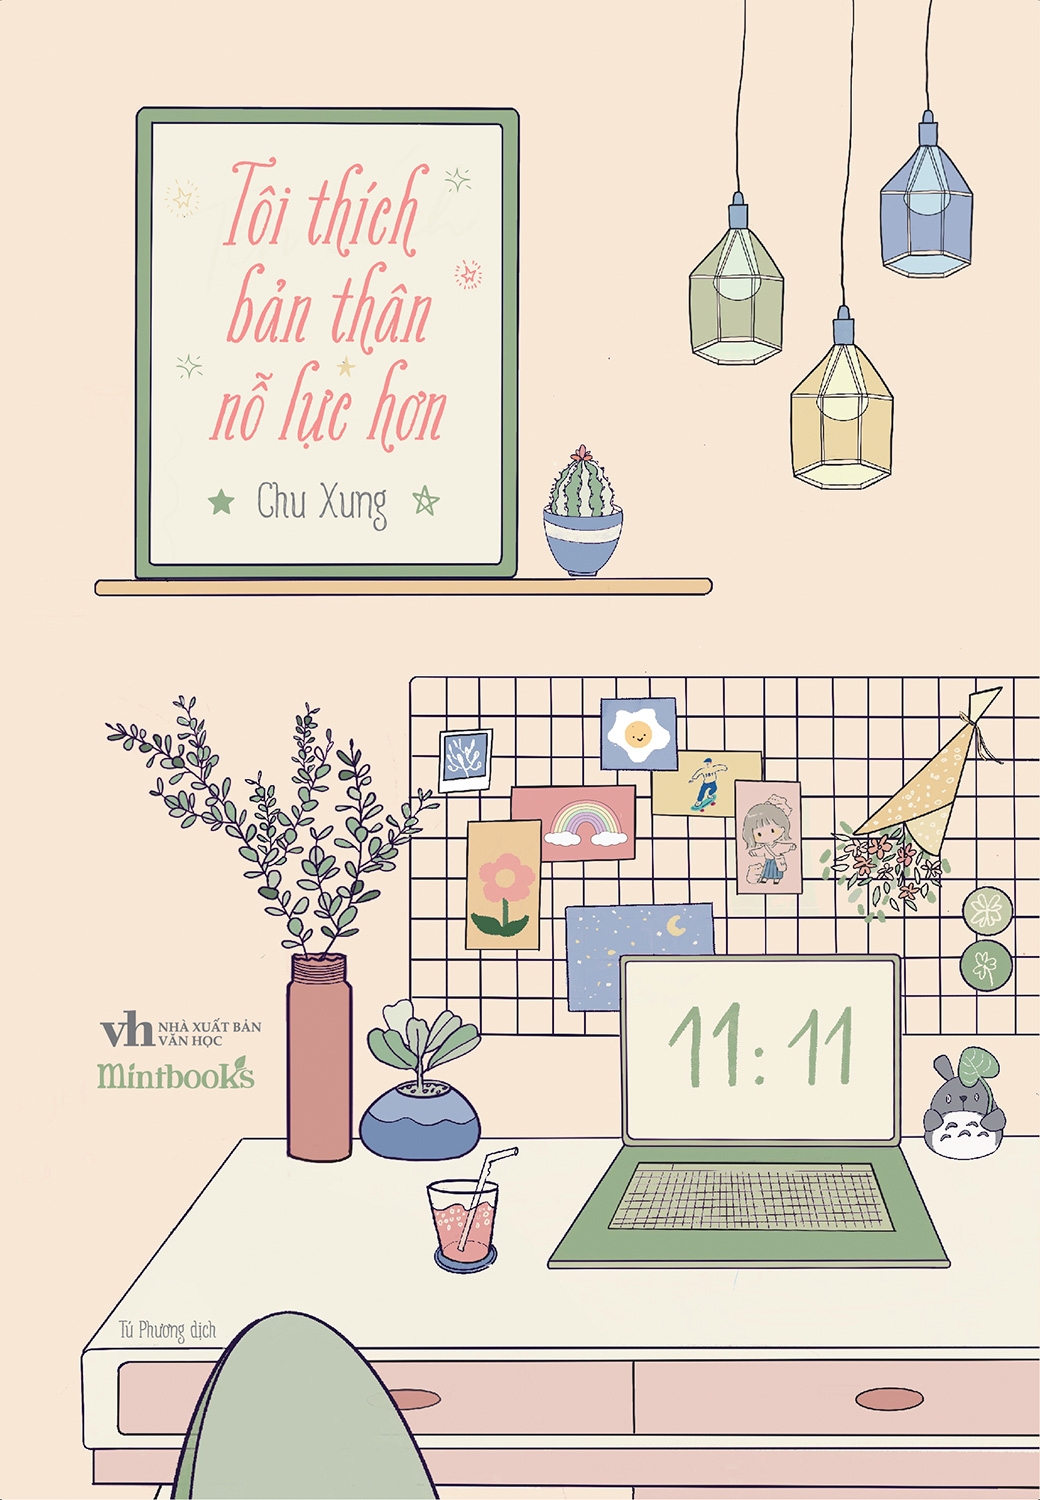 Tôi thích
bản thân
nỗ lực hơn
Chu Xung
vh NHÀ XUẤT BẢN
VĂN HỌC
Mintbooks
11:11
Tú Phương dịch